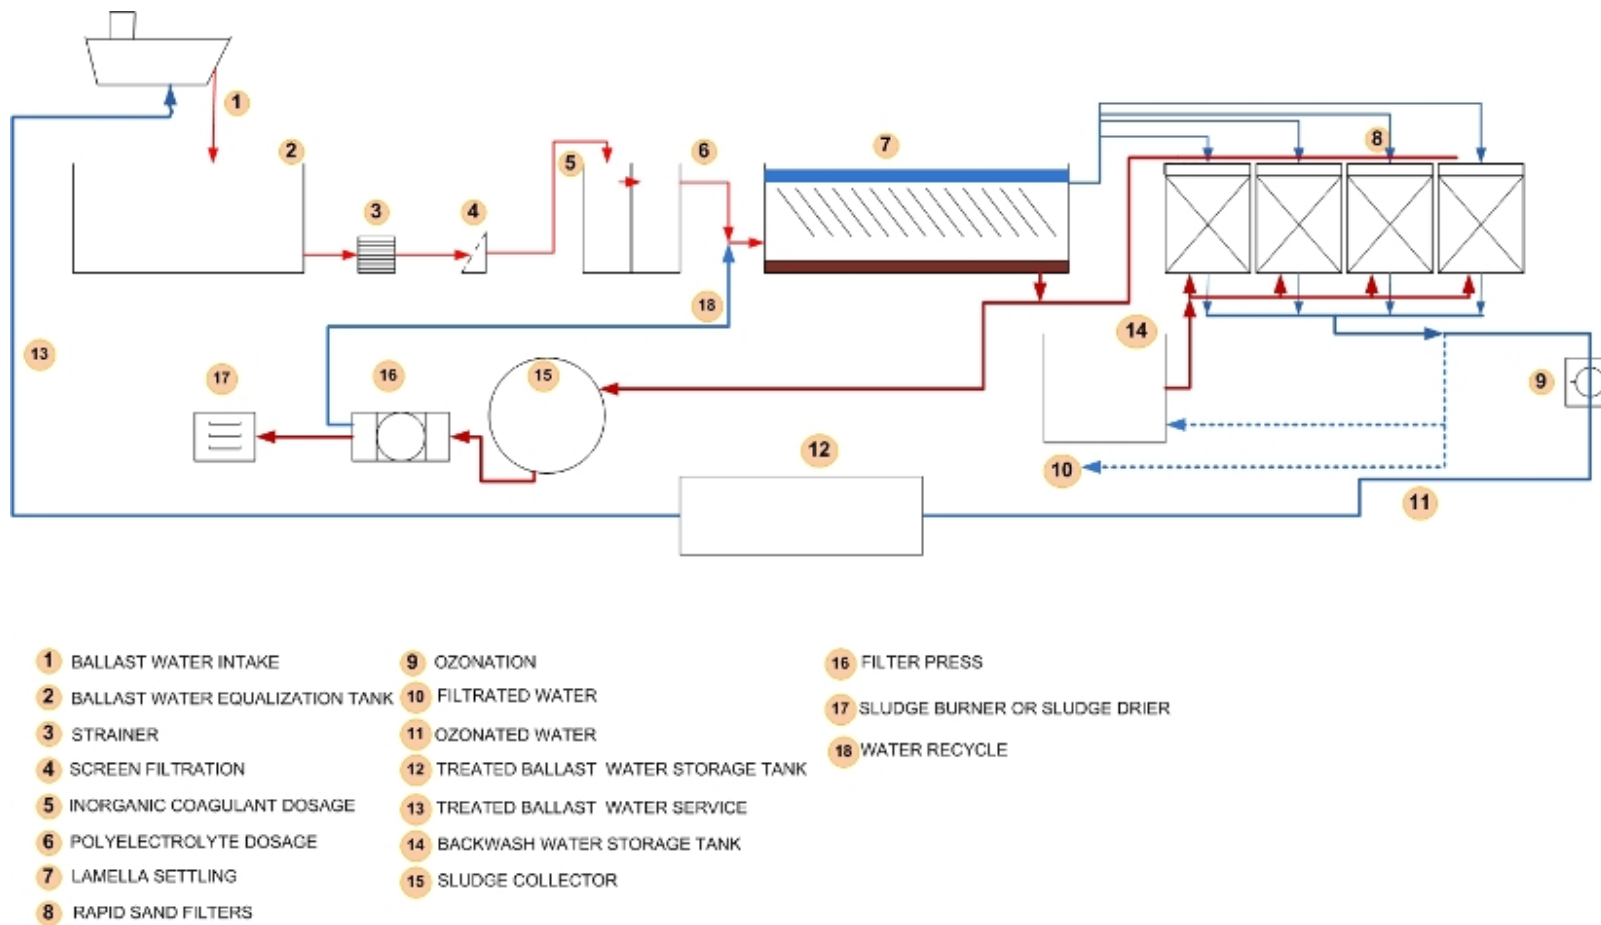 1
2
3
4
5
6
7
8
18
14
13
17
16
15
9
12
10
11
1 BALLAST WATER INTAKE
2 BALLAST WATER EQUALIZATION TANK
3 STRAINER
4 SCREEN FILTRATION
5 INORGANIC COAGULANT DOSAGE
6 POLYELECTROLYTE DOSAGE
7 LAMELLA SETTLING
8 RAPID SAND FILTERS
9 OZONATION
10 FILTRATED WATER
11 OZONATED WATER
12 TREATED BALLAST WATER STORAGE TANK
13 TREATED BALLAST WATER SERVICE
14 BACKWASH WATER STORAGE TANK
15 SLUDGE COLLECTOR
16 FILTER PRESS
17 SLUDGE BURNER OR SLUDGE DRIER
18 WATER RECYCLE